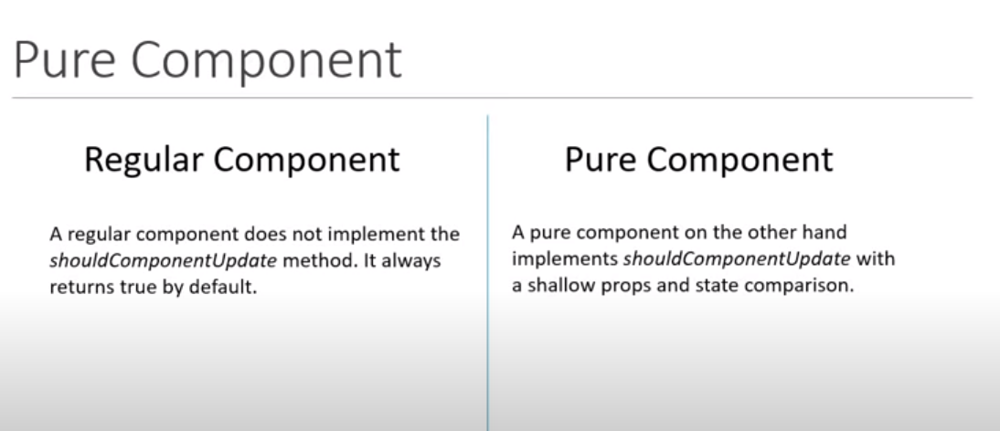 Pure Component
Regular Component
A regular component does not implement the
shouldComponentUpdate method. It always
returns true by default.
Pure Component
A pure component on the other hand
implements shouldComponentUpdate with
a shallow props and state comparison.